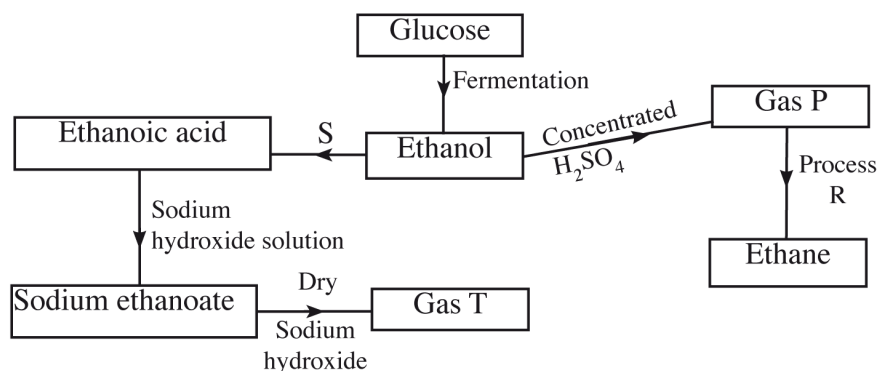 Glucose
Fermentation
Gas P
Concentrated
H₂SO₄
Ethanoic acid
S
Ethanol
Process
R
Sodium
hydroxide solution
Ethane
Sodium ethanoate
Dry
Sodium
hydroxide
Gas T